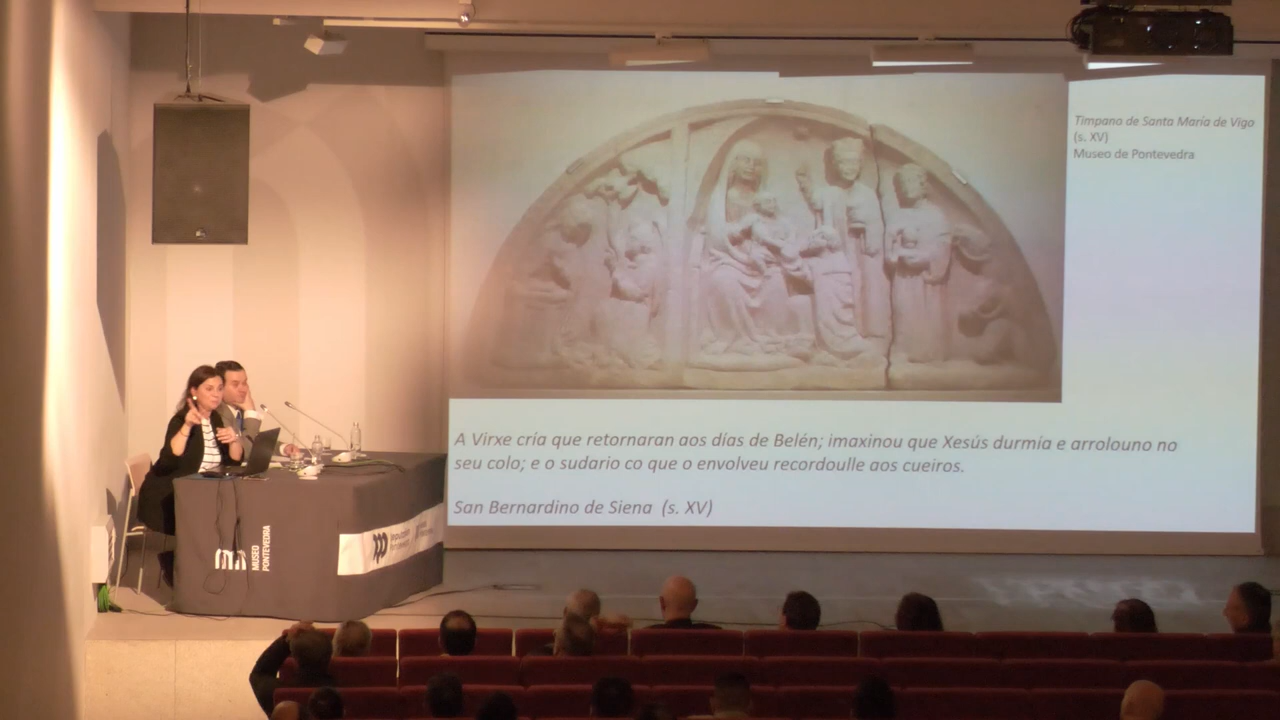 Timpano de Santa María de Vigo
(s. XV)
Museo de Pontevedra
A Virxe cría que retornaran aos días de Belén; imaxinou que Xesús durmía e arrolouno no
seu colo; e o sudario co que o envolveu recordoulle aos cueiros.
San Bernardino de Siena (s. XV)
MUSEO
PONTEVEDRA